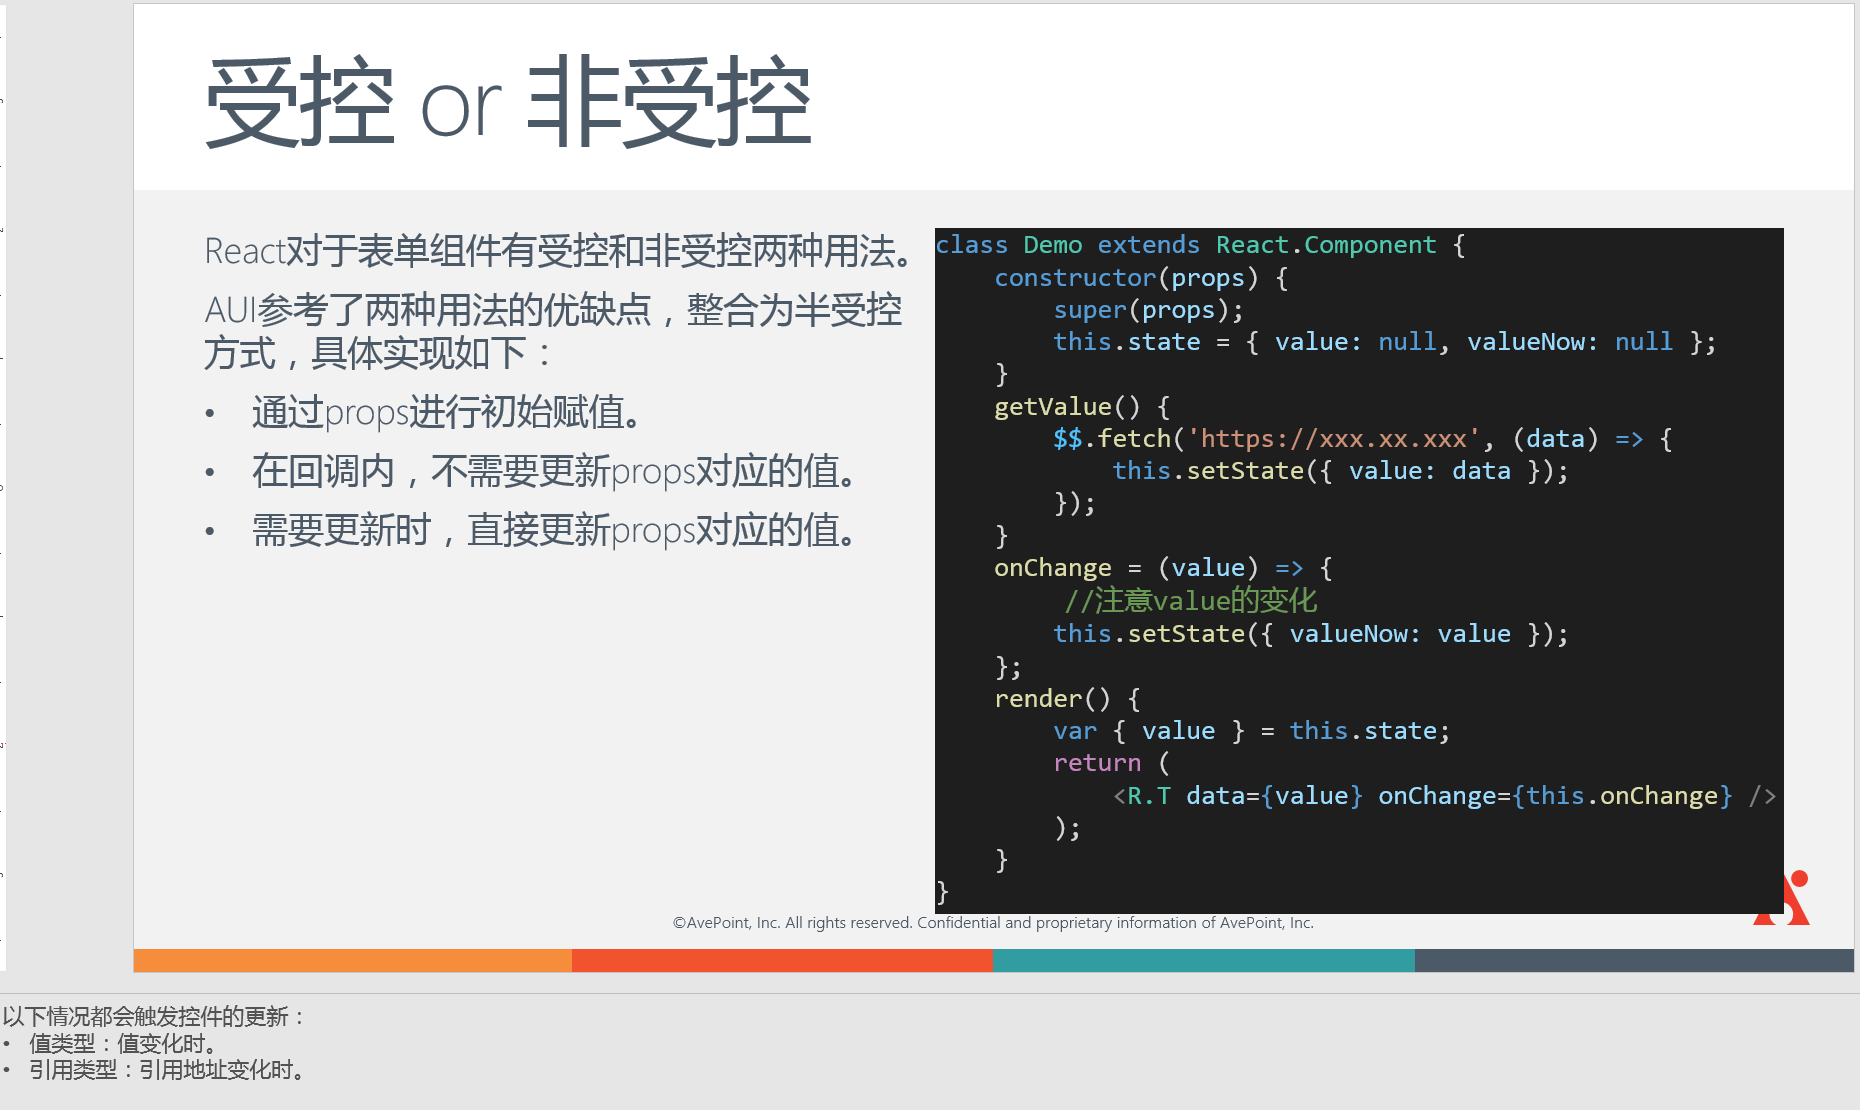 受控 or 非受控
React对于表单组件有受控和非受控两种用法。
AUI参考了两种用法的优缺点，整合为半受控
方式，具体实现如下：
• 通过props进行初始赋值。
• 在回调内，不需要更新props对应的值。
• 需要更新时，直接更新props对应的值。
class Demo extends React.Component {
    constructor(props) {
        super(props);
        this.state = { value: null, valueNow: null };
    }
    getValue() {
        $$.fetch('https://xxx.xx.xxx', (data) => {
            this.setState({ value: data });
        });
    }
    onChange = (value) => {
        //注意value的变化
        this.setState({ valueNow: value });
    };
    render() {
        var { value } = this.state;
        return (
            <R.T data={value} onChange={this.onChange} />
        );
    }
}
©AvePoint, Inc. All rights reserved. Confidential and proprietary information of AvePoint, Inc.
以下情况都会触发控件的更新：
• 值类型：值变化时。
• 引用类型：引用地址变化时。